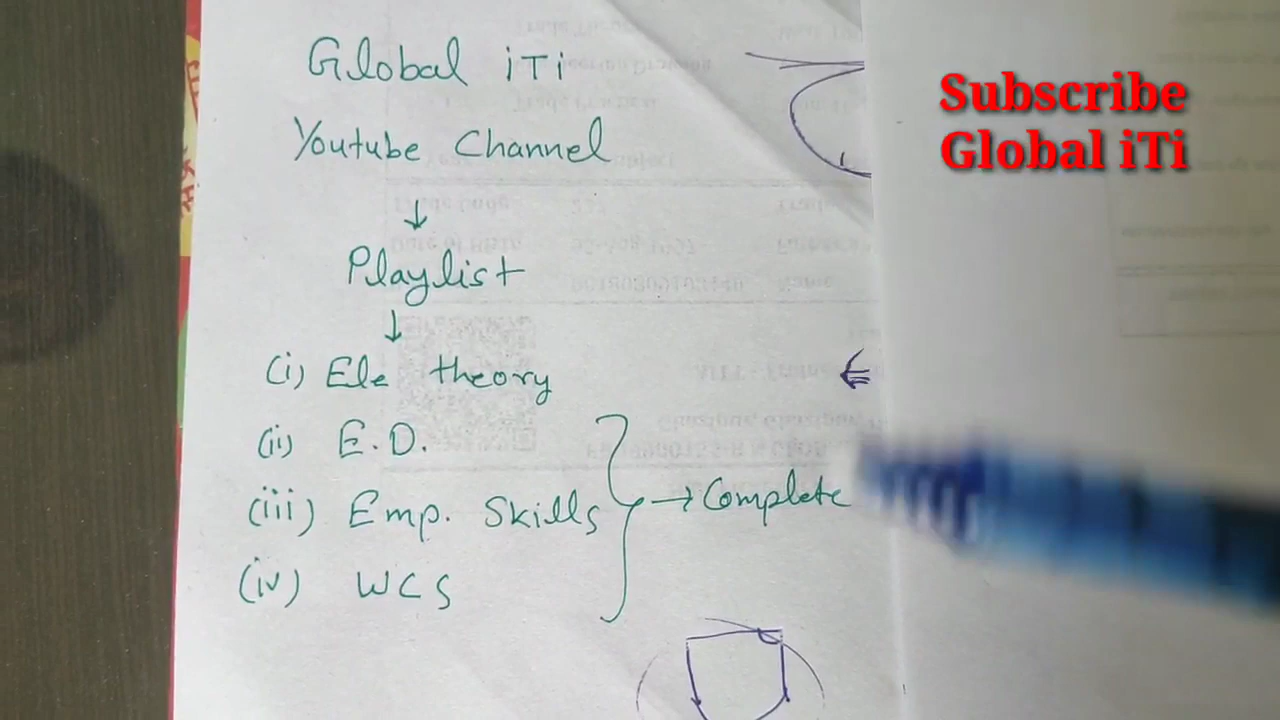 Global iTi
Youtube Channel
↓
Playlist
↓
(i) Ele theory
(ii) E.D.
(iii) Emp. Skills
→ Complete
(iv) WCS
Subscribe
Global iTi